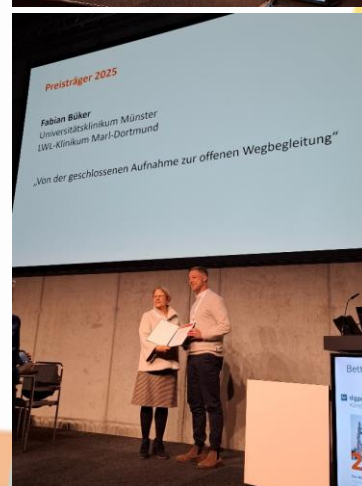 Preisträger 2025
Fabian Büker
Universitätsklinikum Münster
LWL-Klinikum Marl-Dortmund
„Von der geschlossenen Aufnahme zur offenen Wegbegleitung“